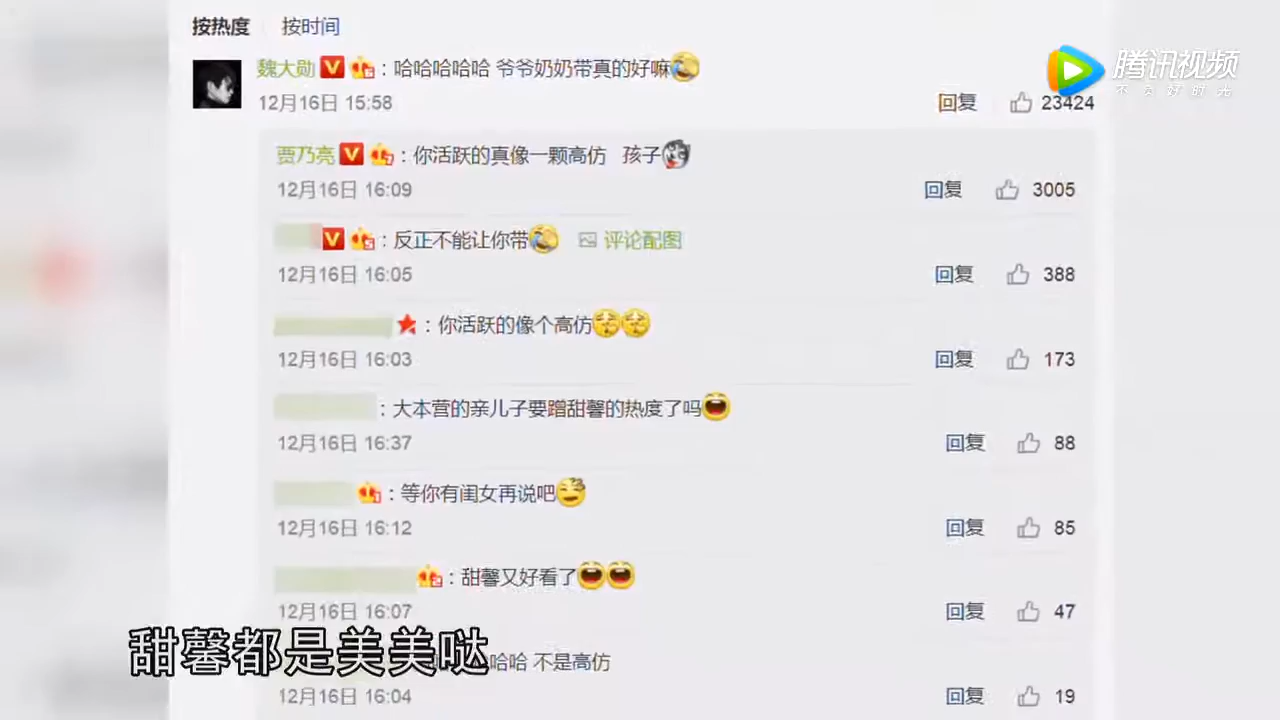 按热度 按时间
魏大勋 V : 哈哈哈哈哈 爷爷奶奶带真的好嘛
12月16日 15:58 回复 23424
腾讯视频
不负好时光
贾乃亮 V : 你活跃的真像一颗高仿 孩子
12月16日 16:09 回复 3005
V : 反正不能让你带 评论配图
12月16日 16:05 回复 388
: 你活跃的像个高仿
12月16日 16:03 回复 173
: 大本营的亲儿子要蹭甜馨的热度了吗
12月16日 16:37 回复 88
: 等你有闺女再说吧
12月16日 16:12 回复 85
: 甜馨又好看了
12月16日 16:07 回复 47
哈哈 不是高仿
甜馨都是美美哒
12月16日 16:04 回复 19